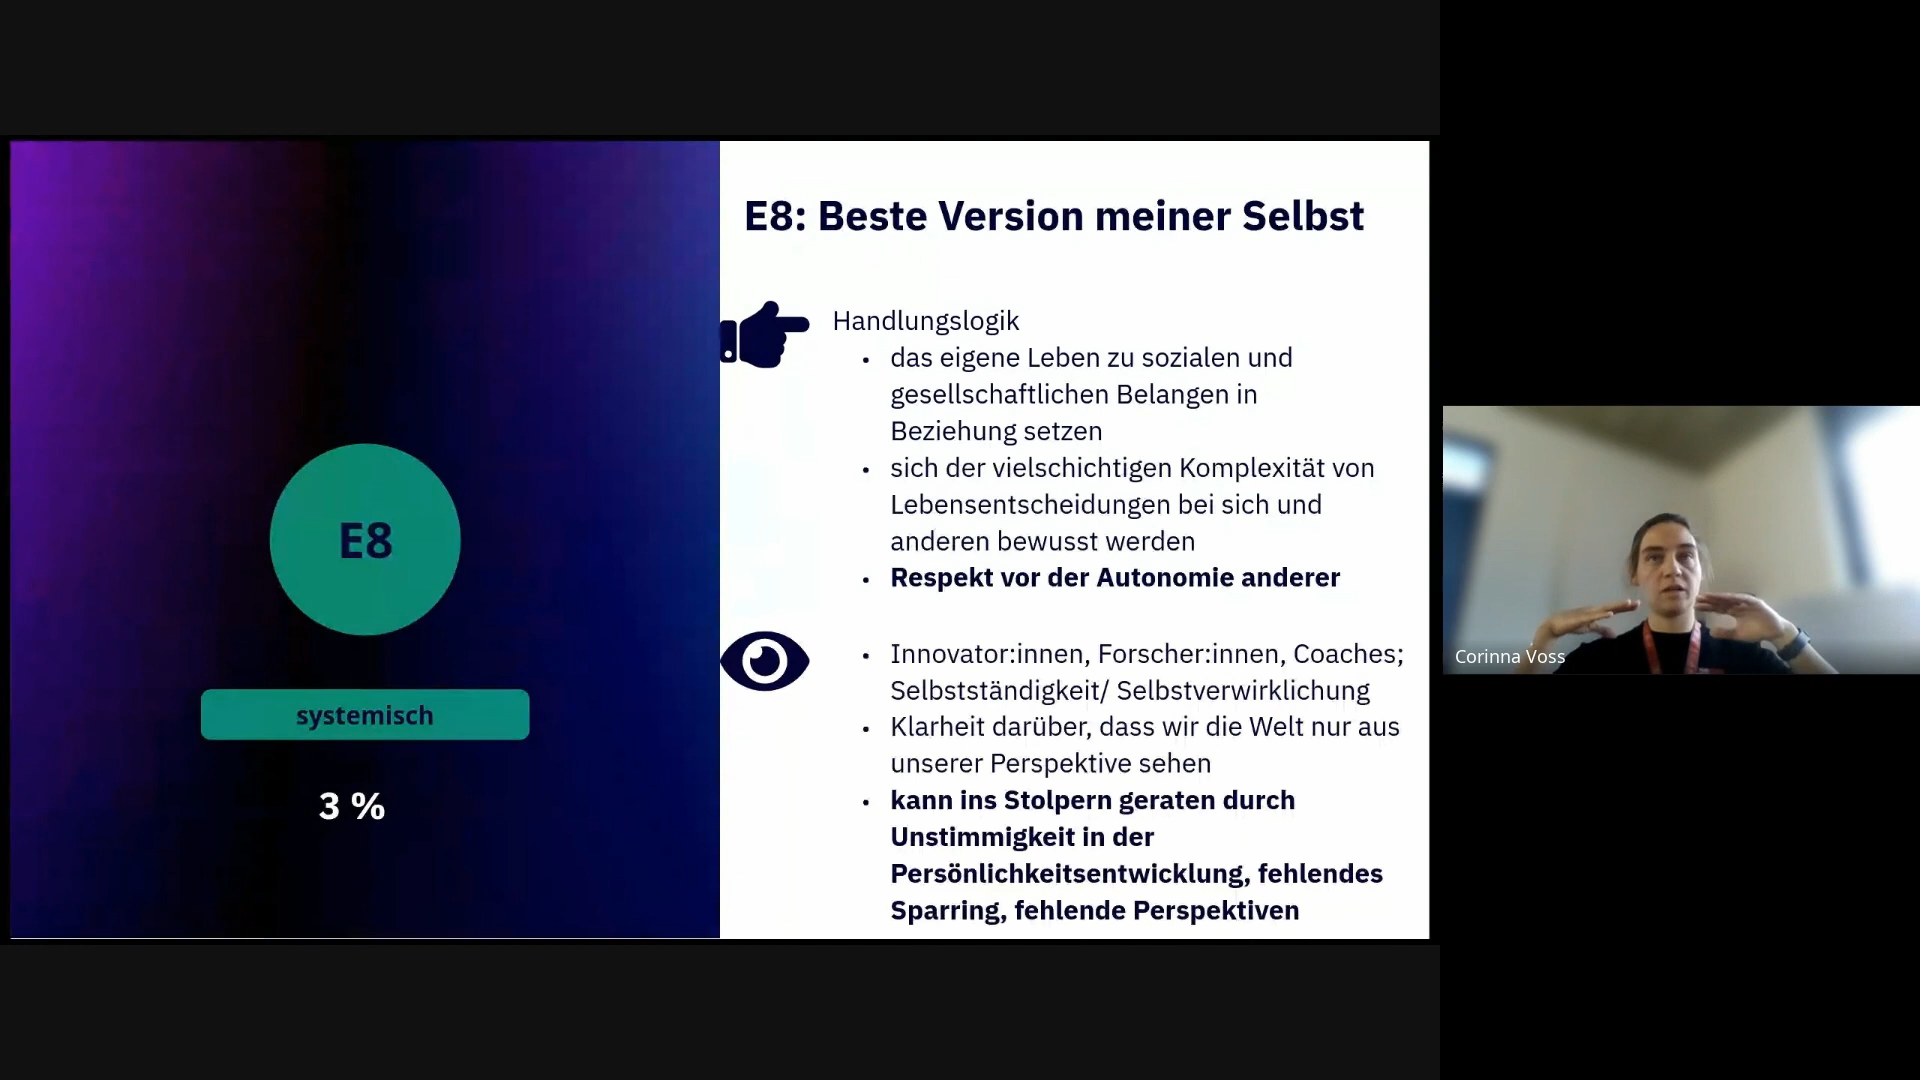 E8
systemisch
3 %
E8: Beste Version meiner Selbst
Handlungslogik
• das eigene Leben zu sozialen und
gesellschaftlichen Belangen in
Beziehung setzen
• sich der vielschichtigen Komplexität von
Lebensentscheidungen bei sich und
anderen bewusst werden
• Respekt vor der Autonomie anderer
• Innovator:innen, Forscher:innen, Coaches;
Selbstständigkeit/ Selbstverwirklichung
• Klarheit darüber, dass wir die Welt nur aus
unserer Perspektive sehen
• kann ins Stolpern geraten durch
Unstimmigkeit in der
Persönlichkeitsentwicklung, fehlendes
Sparring, fehlende Perspektiven
Corinna Voss